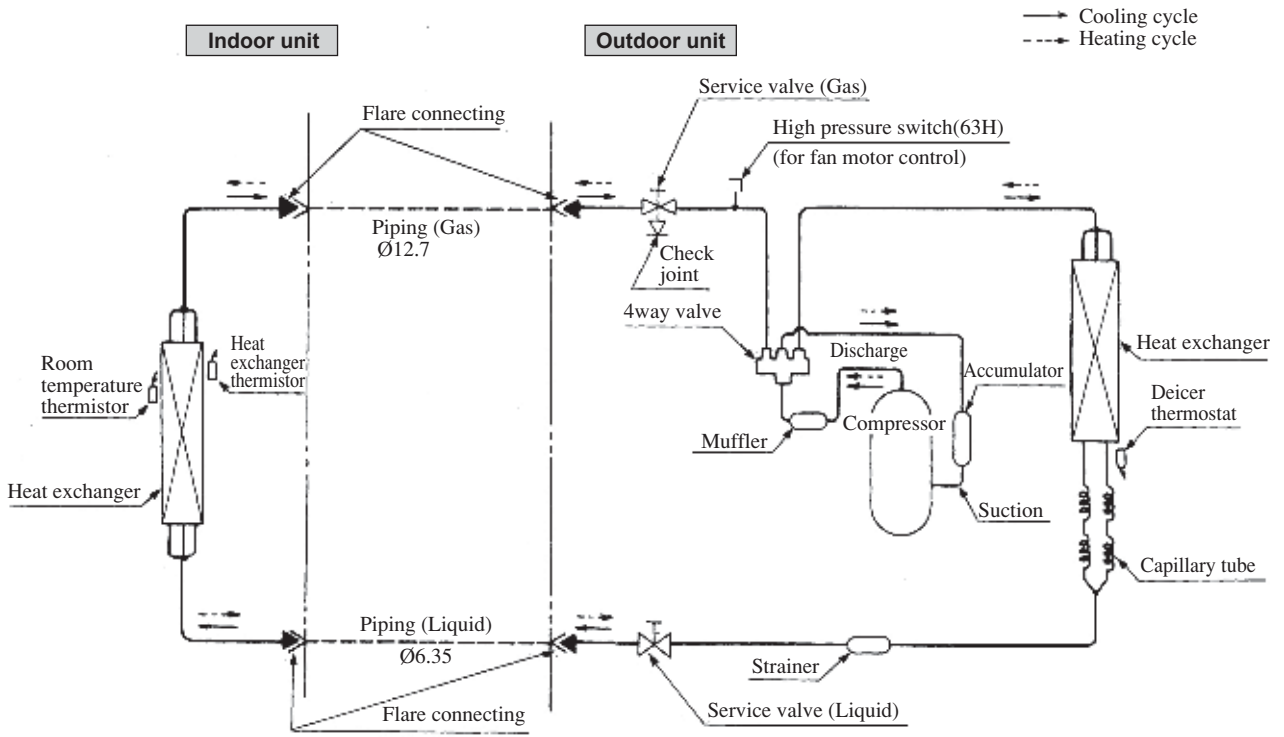 Indoor unit
Outdoor unit
Cooling cycle
Heating cycle
Service valve (Gas)
Flare connecting
High pressure switch(63H)
(for fan motor control)
Piping (Gas)
Ø12.7
Check
joint
4way valve
Heat
exchanger
thermistor
Room
temperature
thermistor
Discharge
Accumulator
Heat exchanger
Deicer
thermostat
Compressor
Muffler
Heat exchanger
Suction
Capillary tube
Piping (Liquid)
Ø6.35
Strainer
Flare connecting
Service valve (Liquid)